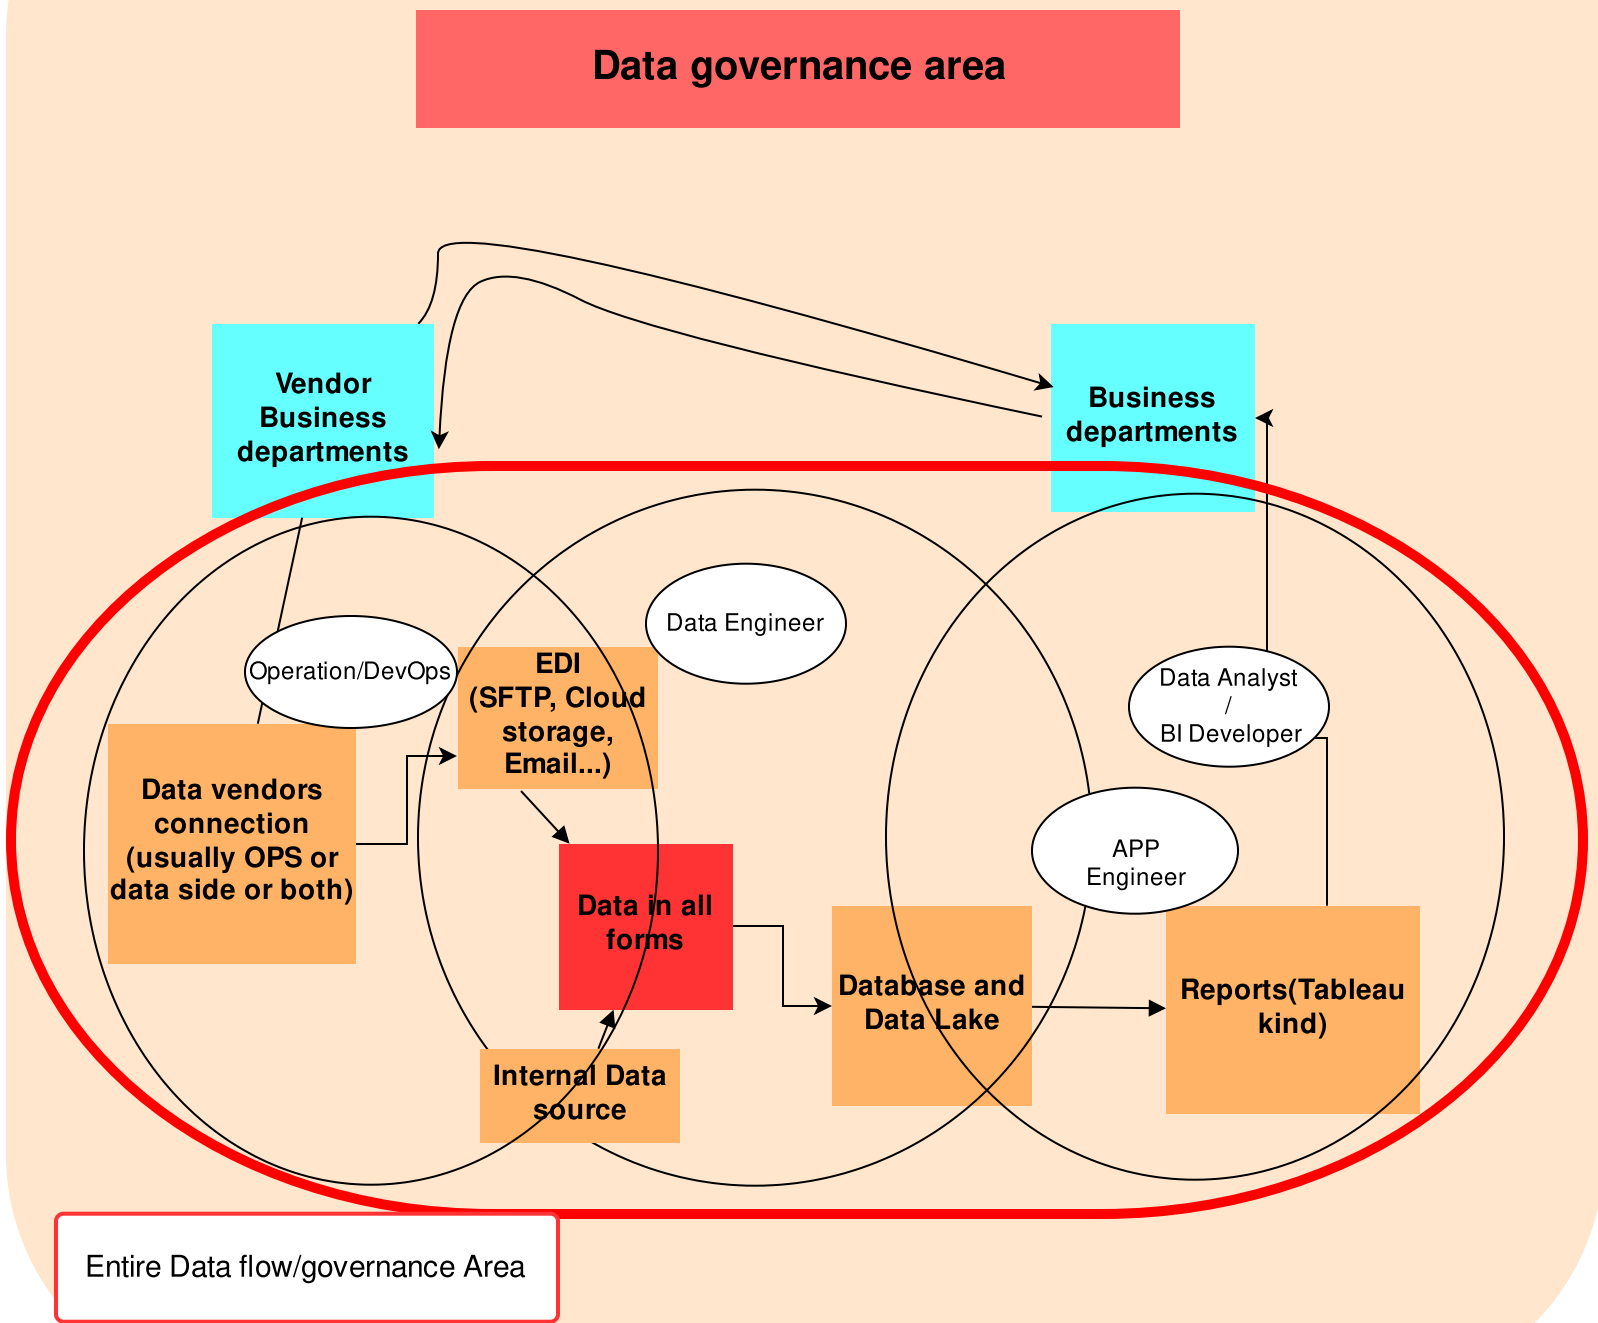 Data governance area
Vendor
Business
departments
Business
departments
Data Engineer
Operation/DevOps
EDI
(SFTP, Cloud
storage,
Email...)
Data Analyst
/
BI Developer
Data vendors
connection
(usually OPS or
data side or both)
APP
Engineer
Data in all
forms
Database and
Data Lake
Reports(Tableau
kind)
Internal Data
source
Entire Data flow/governance Area